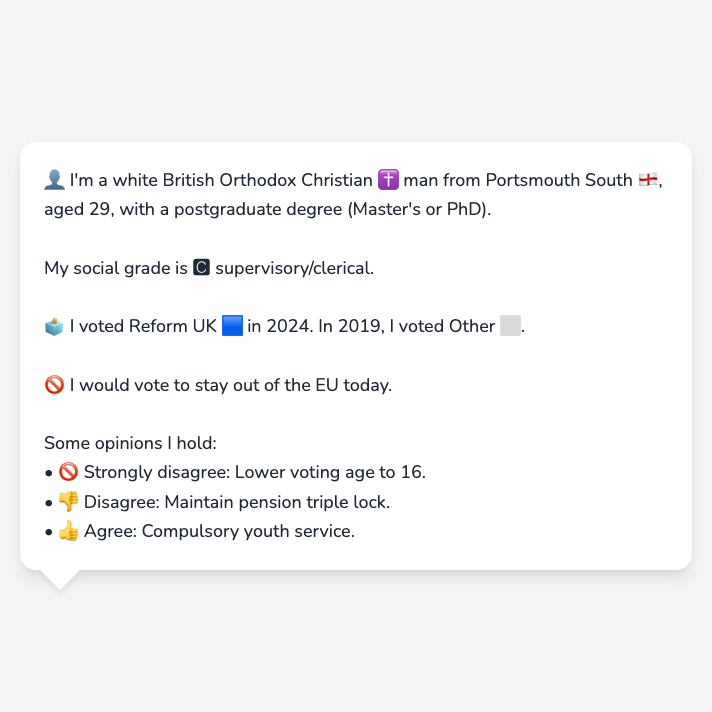 👤 I'm a white British Orthodox Christian ✝️ man from Portsmouth South 🏴󠁧󠁢󠁥󠁮󠁧󠁿,
aged 29, with a postgraduate degree (Master's or PhD).
My social grade is 🅲 supervisory/clerical.
🗳️ I voted Reform UK 🟦 in 2024. In 2019, I voted Other ⬜.
🚫 I would vote to stay out of the EU today.
Some opinions I hold:
• 🚫 Strongly disagree: Lower voting age to 16.
• 👎 Disagree: Maintain pension triple lock.
• 👍 Agree: Compulsory youth service.